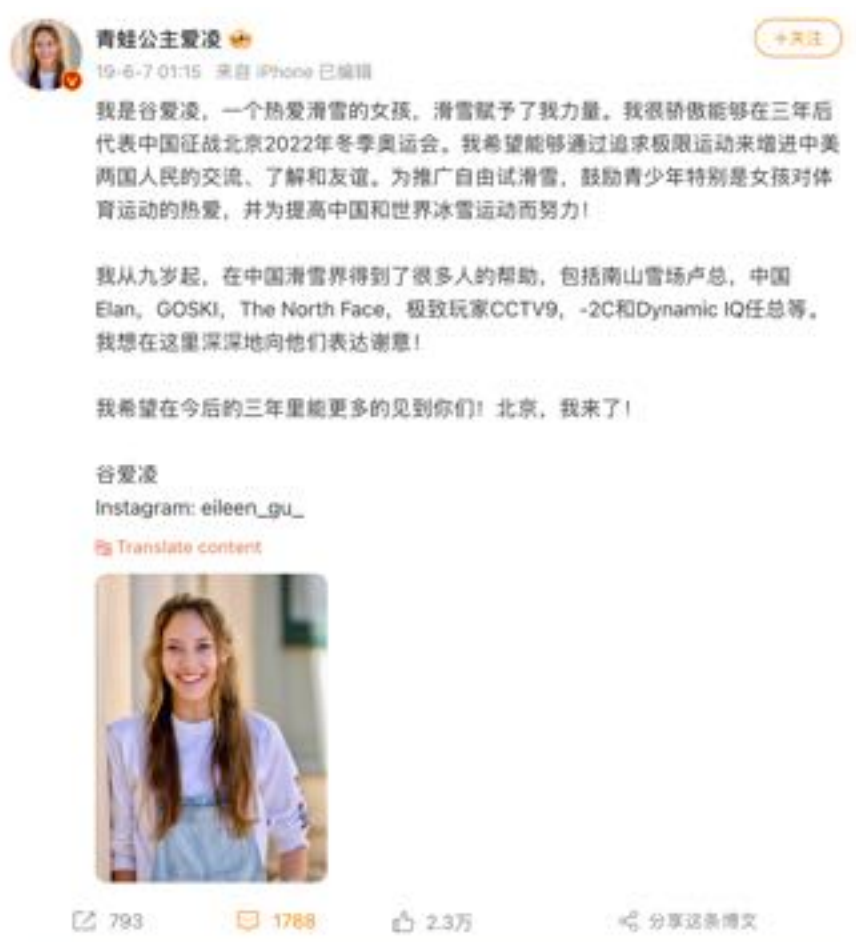 青蛙公主爱凌
+关注
19-6-7 01:15 来自 iPhone 已编辑
我是谷爱凌，一个热爱滑雪的女孩，滑雪赋予了我力量。我很骄傲能够在三年后
代表中国征战北京2022年冬季奥运会。我希望能够通过追求极限运动来增进中美
两国人民的交流、了解和友谊。为推广自由试滑雪，鼓励青少年特别是女孩对体
育运动的热爱，并为提高中国和世界冰雪运动而努力！
我从九岁起，在中国滑雪界得到了很多人的帮助，包括南山雪场卢总，中国
Elan，GOSKI，The North Face，极致玩家CCTV9，-2C和Dynamic IQ任总等。
我想在这里深深地向他们表达谢意！
我希望在今后的三年里能更多的见到你们！北京，我来了！
谷爱凌
Instagram: eileen_gu_
Translate content
793
1788
2.3万
分享这条博文